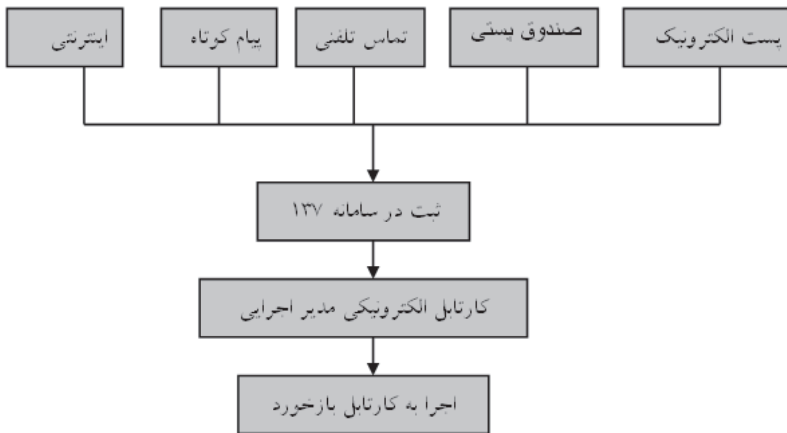 پست الکترونیک
صندوق پستی
تماس تلفنی
پیام کوتاه
اینترنتی
ثبت در سامانه ۱۳۷
کارتابل الکترونیکی مدیر اجرایی
اجرا به کارتابل بازخورد